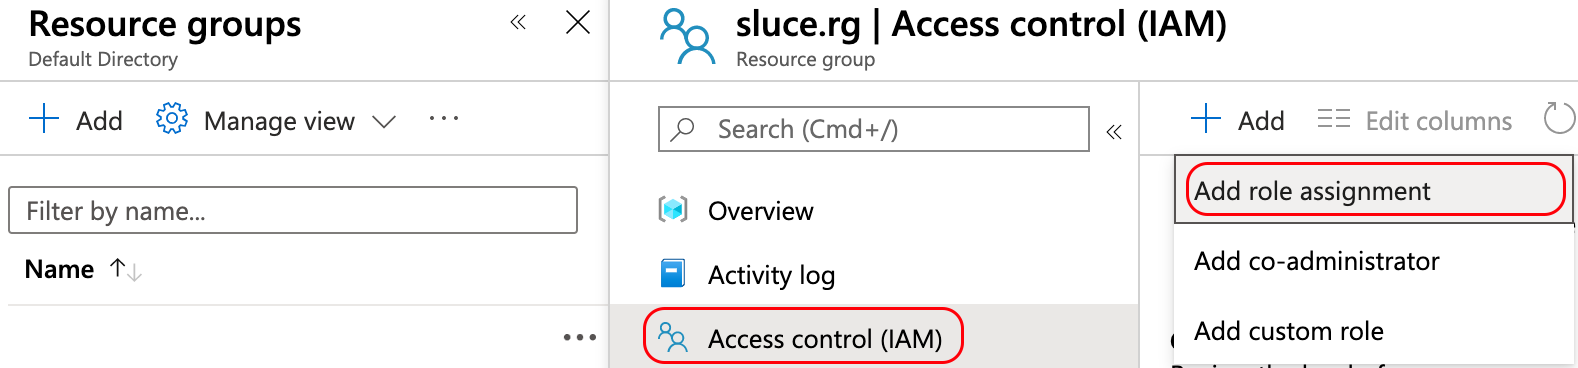 Resource groups
Default Directory
Add
Manage view
Filter by name...
Name
sluce.rg | Access control (IAM)
Resource group
Search (Cmd+/)
Overview
Activity log
Access control (IAM)
Add
Edit columns
Add role assignment
Add co-administrator
Add custom role